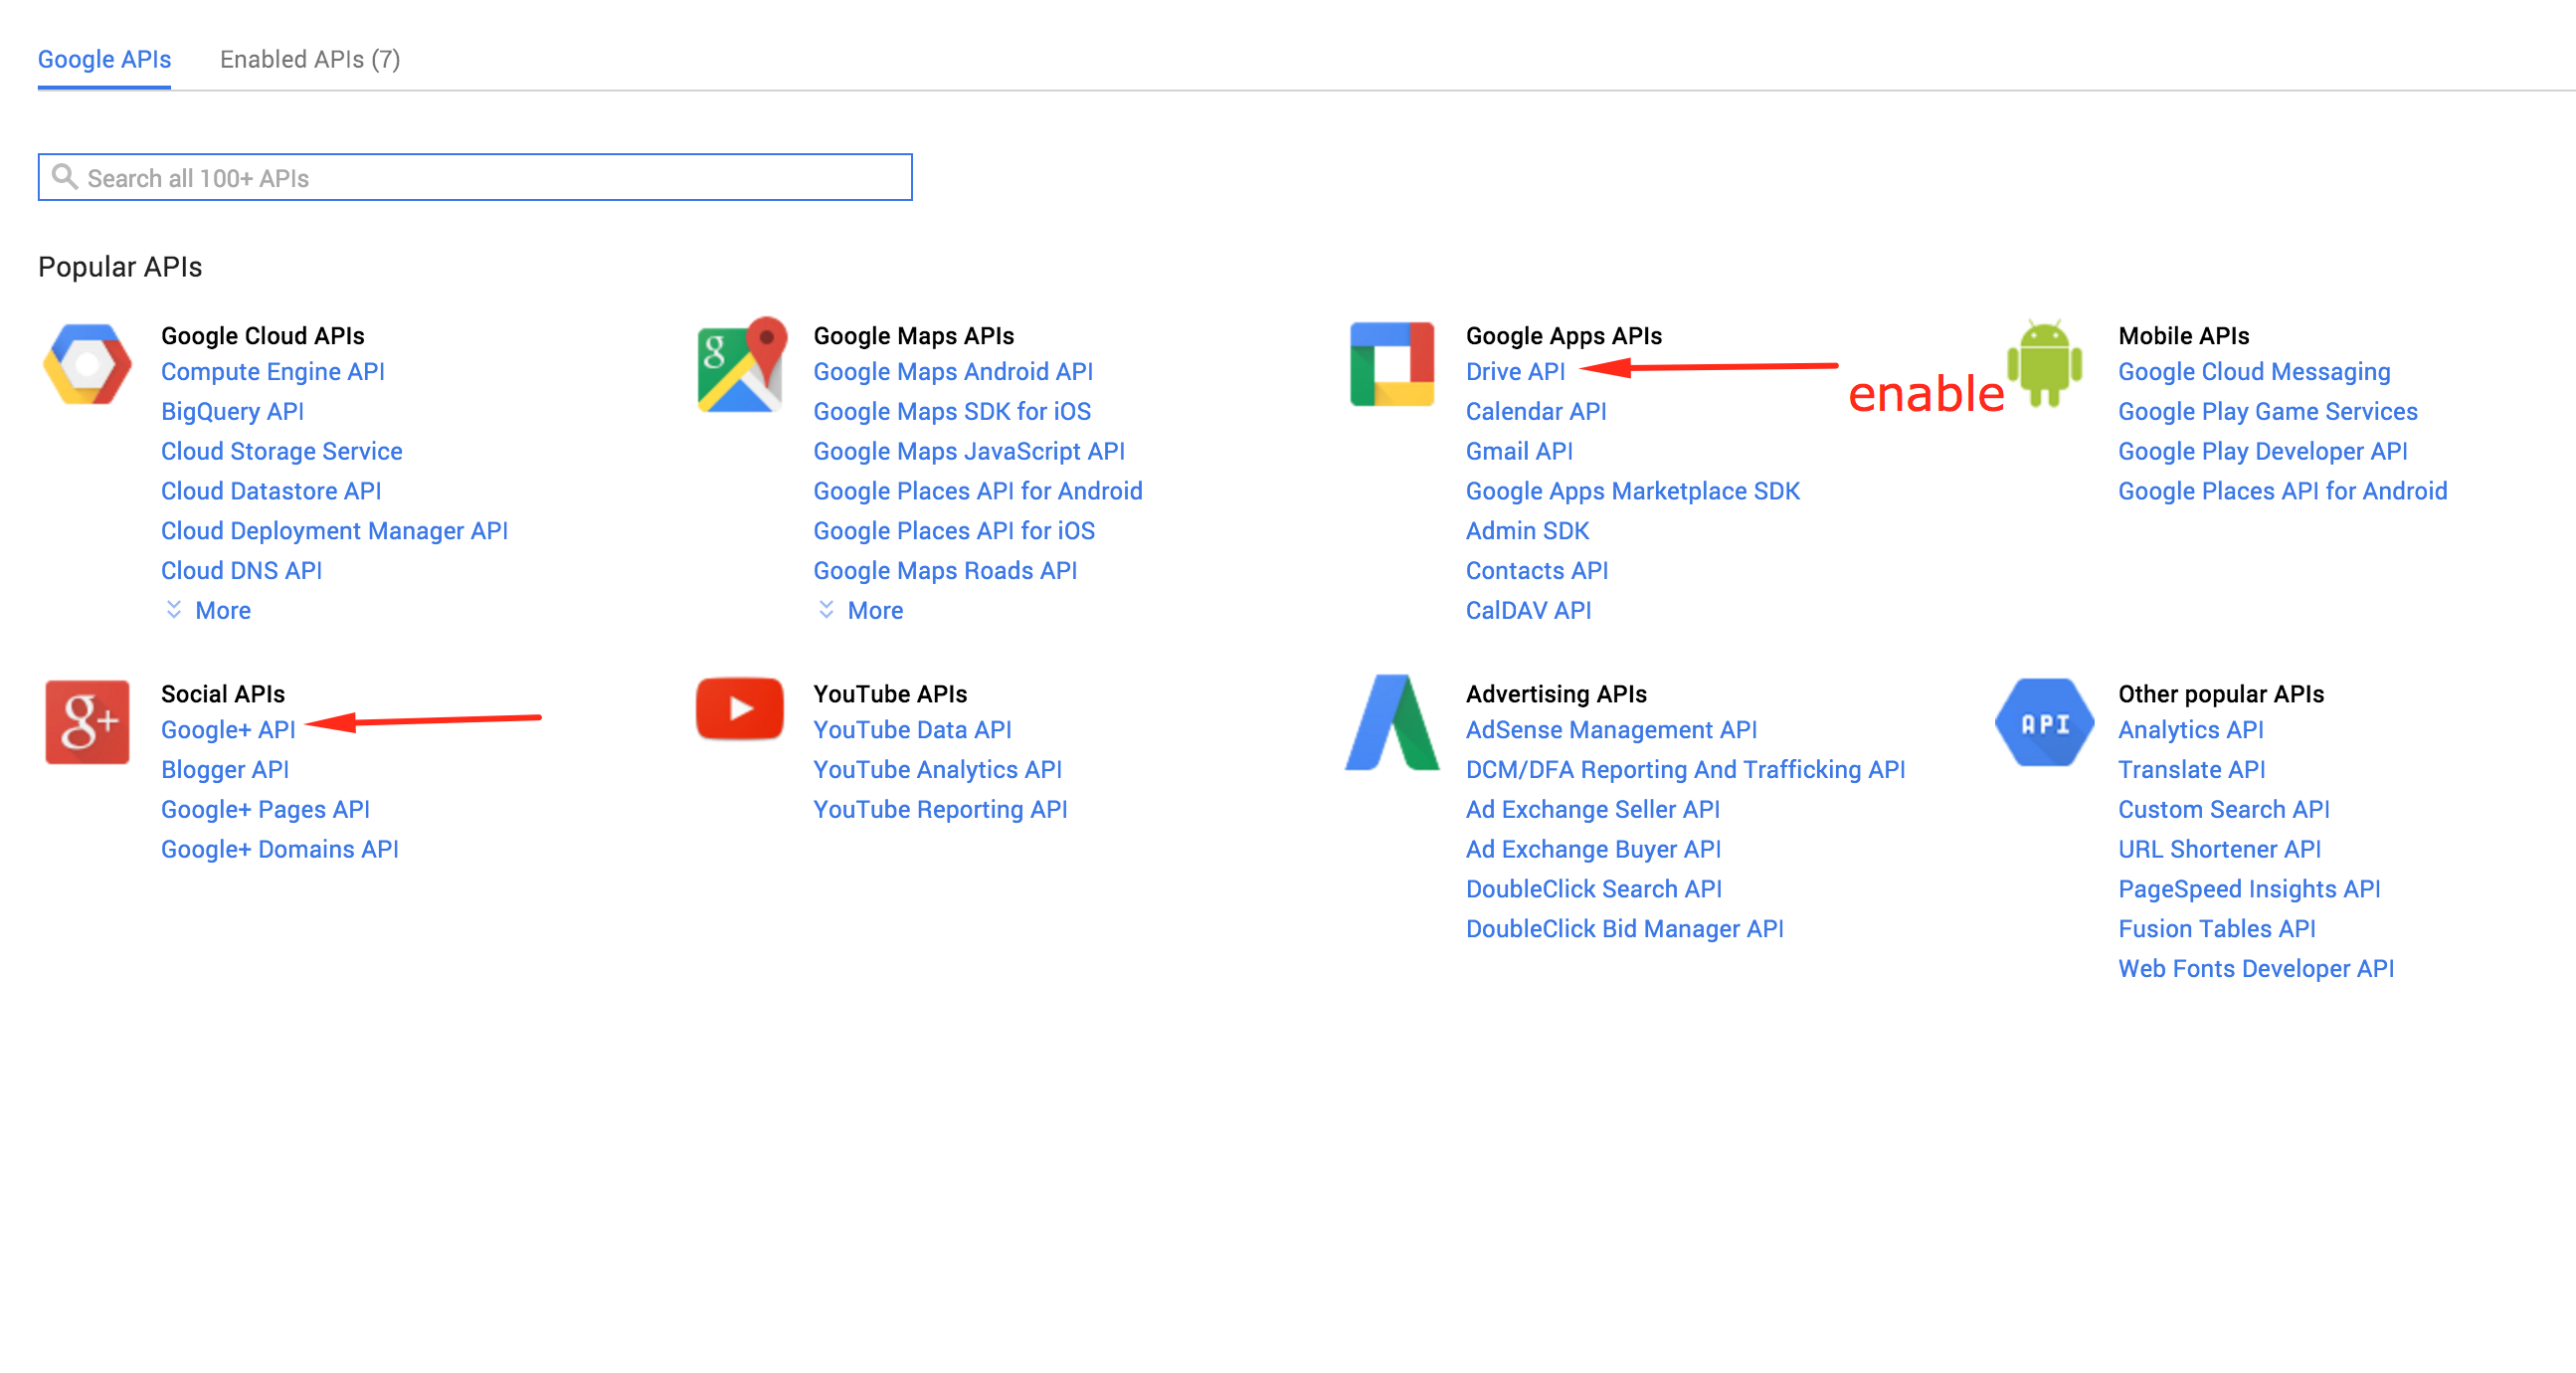 Google APIs
Enabled APIs (7)
Search all 100+ APIs
Popular APIs
Google Cloud APIs
Compute Engine API
BigQuery API
Cloud Storage Service
Cloud Datastore API
Cloud Deployment Manager API
Cloud DNS API
More
g
Google Maps APIs
Google Maps Android API
Google Maps SDK for iOS
Google Maps JavaScript API
Google Places API for Android
Google Places API for iOS
Google Maps Roads API
More
Google Apps APIs
Drive API
enable
Calendar API
Gmail API
Google Apps Marketplace SDK
Admin SDK
Contacts API
CalDAV API
Mobile APIs
Google Cloud Messaging
Google Play Game Services
Google Play Developer API
Google Places API for Android
g+
Social APIs
Google+ API
Blogger API
Google+ Pages API
Google+ Domains API
YouTube APIs
YouTube Data API
YouTube Analytics API
YouTube Reporting API
Advertising APIs
AdSense Management API
DCM/DFA Reporting And Trafficking API
Ad Exchange Seller API
Ad Exchange Buyer API
DoubleClick Search API
DoubleClick Bid Manager API
API
Other popular APIs
Analytics API
Translate API
Custom Search API
URL Shortener API
PageSpeed Insights API
Fusion Tables API
Web Fonts Developer API